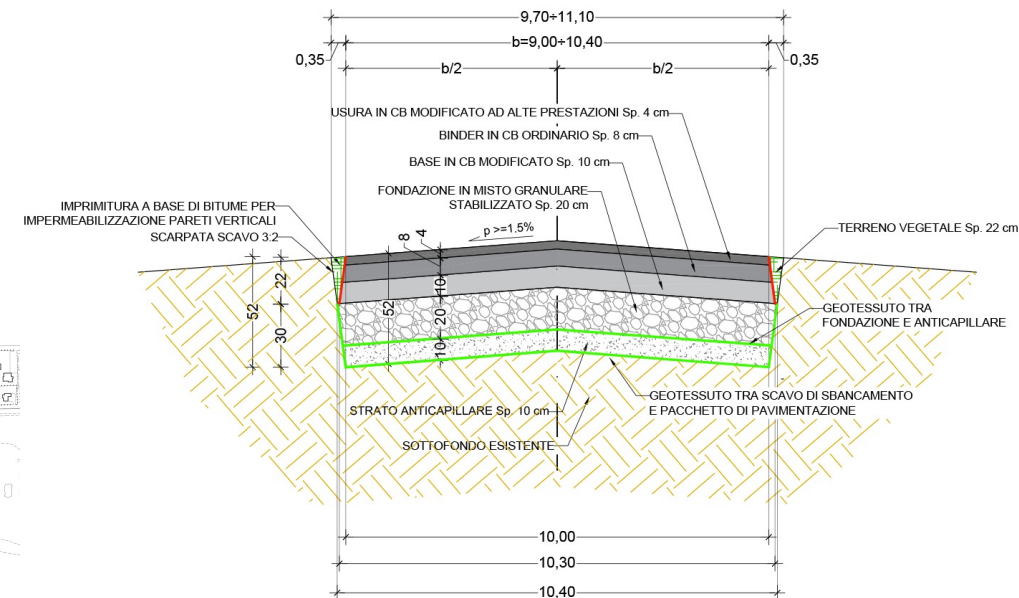 9,70÷11,10
b=9,00÷10,40
0,35
0,35
b/2
b/2
USURA IN CB MODIFICATO AD ALTE PRESTAZIONI Sp. 4 cm
BINDER IN CB ORDINARIO Sp. 8 cm
BASE IN CB MODIFICATO Sp. 10 cm
FONDAZIONE IN MISTO GRANULARE
STABILIZZATO Sp. 20 cm
IMPRIMITURA A BASE DI BITUME PER
IMPERMEABILIZZAZIONE PARETI VERTICALI
SCARPATA SCAVO 3:2
p >=1.5%
TERRENO VEGETALE Sp. 22 cm
4
8
10
20
10
52
22
30
52
GEOTESSUTO TRA
FONDAZIONE E ANTICAPILLARE
GEOTESSUTO TRA SCAVO DI SBANCAMENTO
E PACCHETTO DI PAVIMENTAZIONE
STRATO ANTICAPILLARE Sp. 10 cm
SOTTOFONDO ESISTENTE
10,00
10,30
10,40